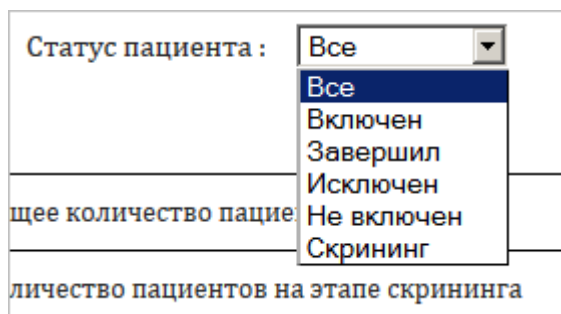 Статус пациента : Все
Все
Включен
Завершил
Исключен
щее количество пацие
Не включен
Скрининг
личество пациентов на этапе скрининга